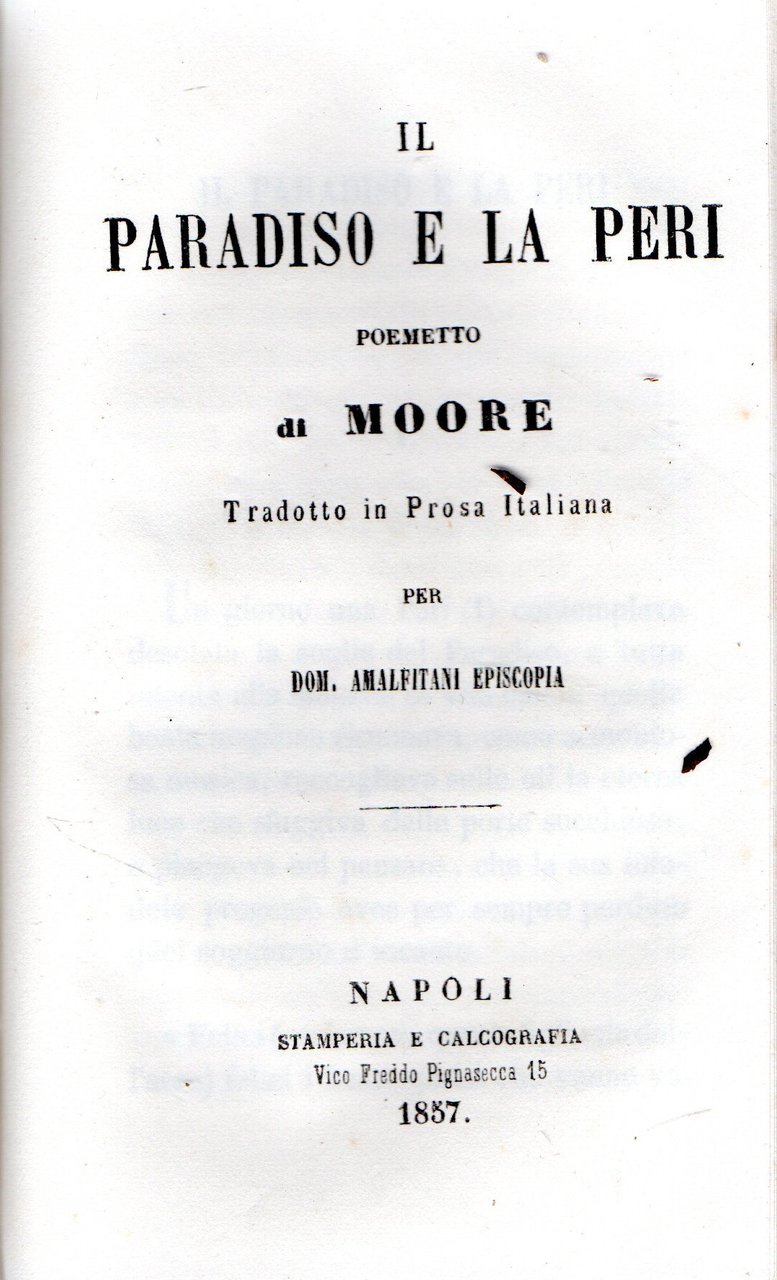 IL
PARADISO E LA PERI
POEMETTO
di MOORE
Tradotto in Prosa Italiana
PER
DOM. AMALFITANI EPISCOPIA
NAPOLI
STAMPERIA E CALCOGRAFIA
Vico Freddo Pignasecca 15
1857.